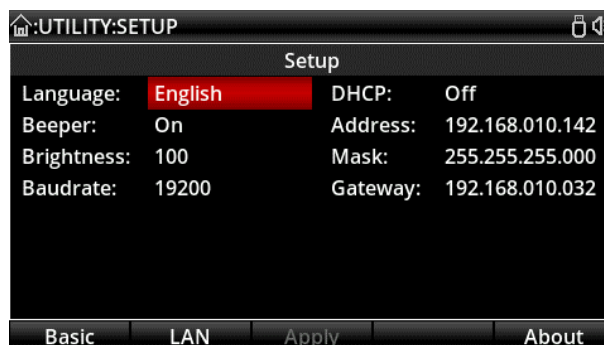 :UTILITY:SETUP
Setup
Language: English DHCP: Off
Beeper: On Address: 192.168.010.142
Brightness: 100 Mask: 255.255.255.000
Baudrate: 19200 Gateway: 192.168.010.032
Basic LAN Apply About